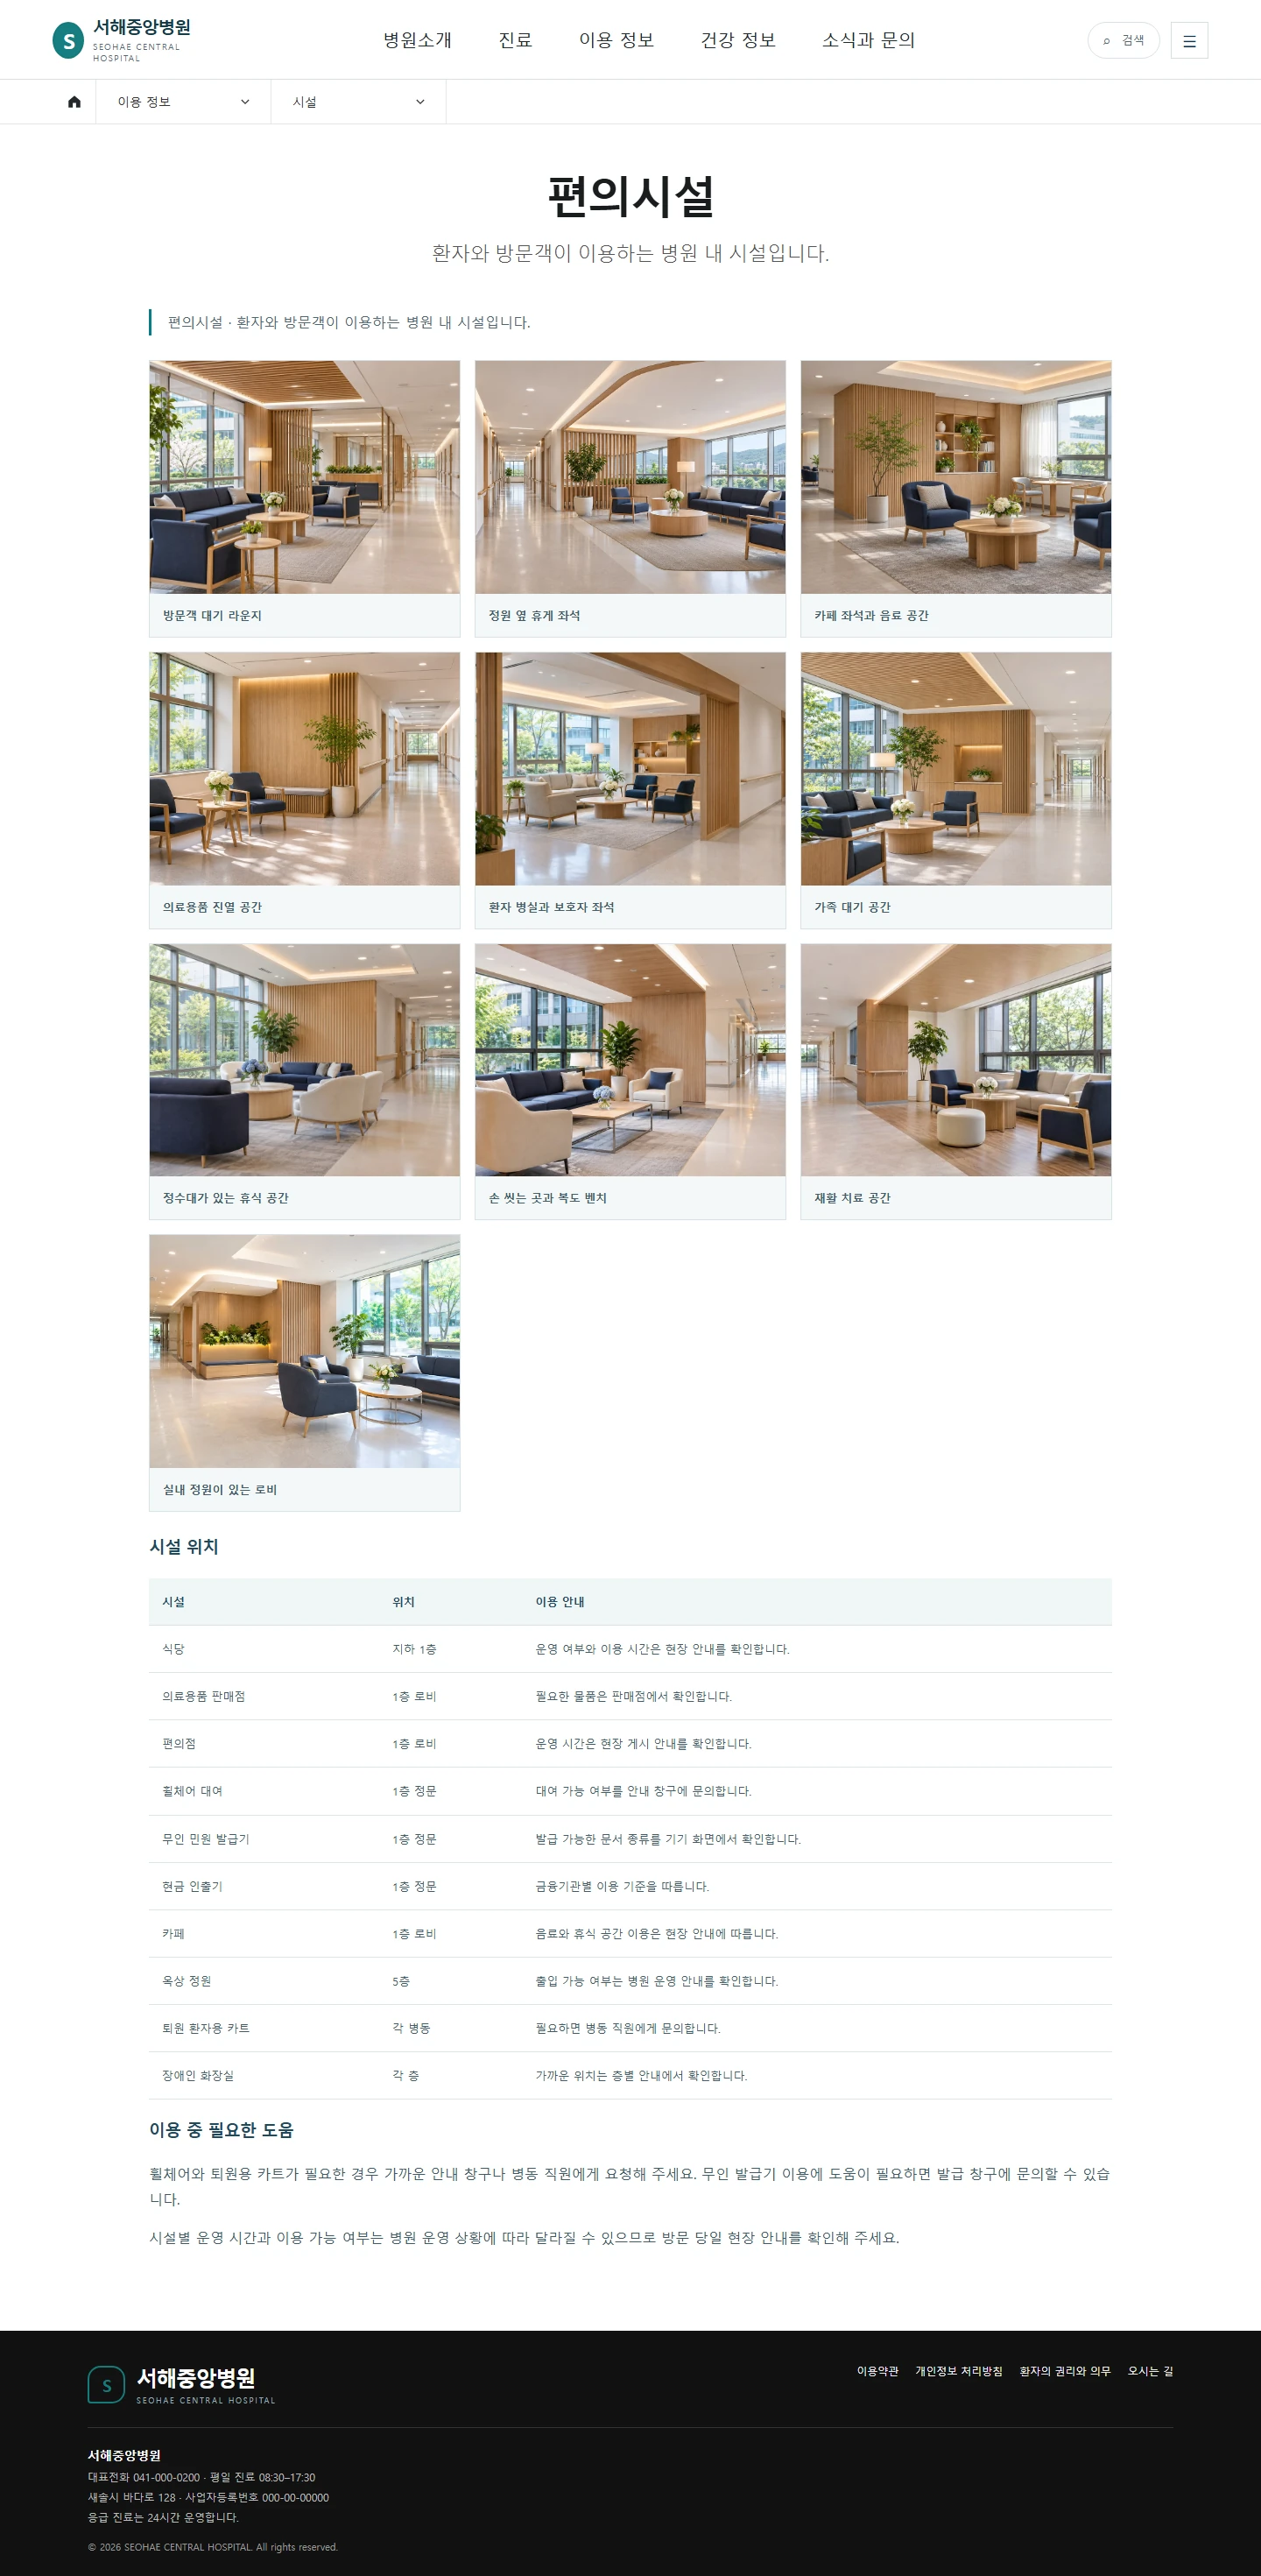 서해중앙병원
SEOHAE CENTRAL
HOSPITAL
병원소개 진료 이용 정보 건강 정보 소식과 문의
검색
이용 정보 시설
편의시설
환자와 방문객이 이용하는 병원 내 시설입니다.
편의시설 · 환자와 방문객이 이용하는 병원 내 시설입니다.
방문객 대기 라운지
정원 옆 휴게 좌석
카페 좌석과 음료 공간
의료용품 진열 공간
환자 병실과 보호자 좌석
가족 대기 공간
정수대가 있는 휴식 공간
손 씻는 곳과 복도 벤치
재활 치료 공간
실내 정원이 있는 로비
시설 위치
시설 위치 이용 안내
식당 지하 1층 운영 여부와 이용 시간은 현장 안내를 확인합니다.
의료용품 판매점 1층 로비 필요한 물품은 판매점에서 확인합니다.
편의점 1층 로비 운영 시간은 현장 게시 안내를 확인합니다.
휠체어 대여 1층 정문 대여 가능 여부를 안내 창구에 문의합니다.
무인 민원 발급기 1층 정문 발급 가능한 문서 종류를 기기 화면에서 확인합니다.
현금 인출기 1층 정문 금융기관별 이용 기준을 따릅니다.
카페 1층 로비 음료와 휴식 공간 이용은 현장 안내에 따릅니다.
옥상 정원 5층 출입 가능 여부는 병원 운영 안내를 확인합니다.
퇴원 환자용 카트 각 병동 필요하면 병동 직원에게 문의합니다.
장애인 화장실 각 층 가까운 위치는 층별 안내에서 확인합니다.
이용 중 필요한 도움
휠체어와 퇴원용 카트가 필요한 경우 가까운 안내 창구나 병동 직원에게 요청해 주세요. 무인 발급기 이용에 도움이 필요하면 발급 창구에 문의할 수 있습
니다.
시설별 운영 시간과 이용 가능 여부는 병원 운영 상황에 따라 달라질 수 있으므로 방문 당일 현장 안내를 확인해 주세요.
S
서해중앙병원
SEOHAE CENTRAL HOSPITAL
이용약관 개인정보 처리방침 환자의 권리와 의무 오시는 길
서해중앙병원
대표전화 041-000-0200 · 평일 진료 08:30–17:30
새솔시 바다로 128 · 사업자등록번호 000-00-00000
응급 진료는 24시간 운영합니다.
© 2026 SEOHAE CENTRAL HOSPITAL. All rights reserved.